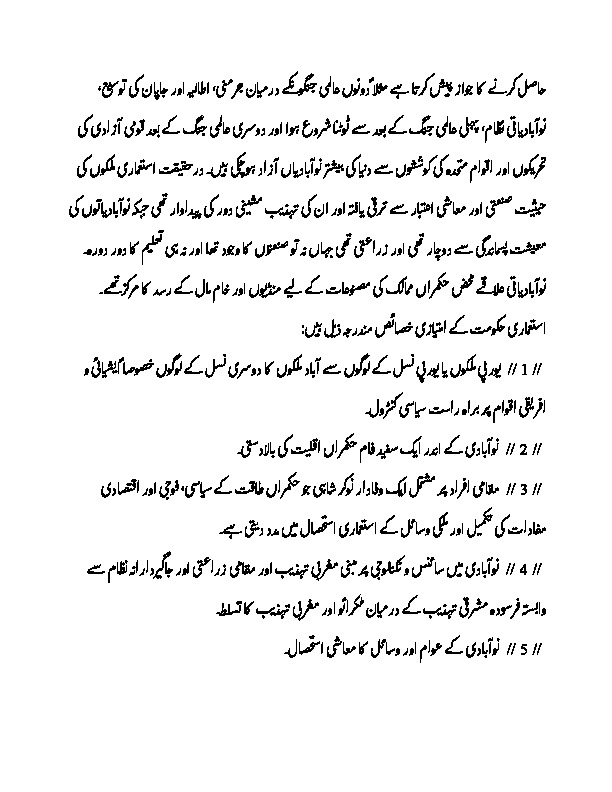 حاصل کرنے کا جواز پیش کرتا ہے مثلاً دونوں عالمی جنگونکے درمیان جرمنی، اطالیہ اور جاپان کی توسیع،
نوآبادیاتی نظام، پہلی عالمی جنگ کے بعد سے ٹوٹنا شروع ہوا اور دوسری عالمی جنگ کے بعد قومی آزادی کی
تحریکوں اور اقوام متحدہ کی کوششوں سے دنیا کی بیشتر نوآبادیاں آزاد ہوچکی ہیں۔ درحقیقت استعماری ملکوں کی
حیثیت صنعتی اور معاشی اعتبار سے ترقی یافتہ اور ان کی تہذیب مشینی دور کی پیداوار تھی جبکہ نوآبادیاتوں کی
معیشت پسماندگی سے دوچار تھی اور زراعتی تھی جہاں نہ تو صنعتوں کا وجود تھا اور نہ ہی تعلیم کا دور دورہ۔
نوآبادیاتی علاقے محض حکمراں ممالک کی مصنوعات کے لیے منڈیوں اور خام مال کے رسد کا مرکز تھے۔
استعماری حکومت کے امتیازی خصائص مندرجہ ذیل ہیں:
// 1 // یورپی ملکوں یا یورپی نسل کے لوگوں سے آباد ملکوں کا دوسری نسل کے لوگوں خصوصاً ایشیائی و
افریقی اقوام پر براہ راست سیاسی کنٹرول۔
// 2 // نوآبادی کے اندر ایک سفید فام حکمراں اقلیت کی بالادستی۔
// 3 // مقامی افراد پر مشتمل ایک وفادار نوکر شاہی جو حکمراں طاقت کے سیاسی، فوجی اور اقتصادی
مفادات کی تکمیل اور ملکی وسائل کے استعماری استحصال میں مدد دیتی ہے۔
// 4 // نوآبادی میں سائنس و ٹکنالوجی پر مبنی مغربی تہذیب اور مقامی زراعتی اور جاگیردارانہ نظام سے
وابستہ فرسودہ مشرقی تہذیب کے درمیان ٹکرائو اور مغربی تہذیب کا تسلط۔
// 5 // نوآبادی کے عوام اور وسائل کا معاشی استحصال۔